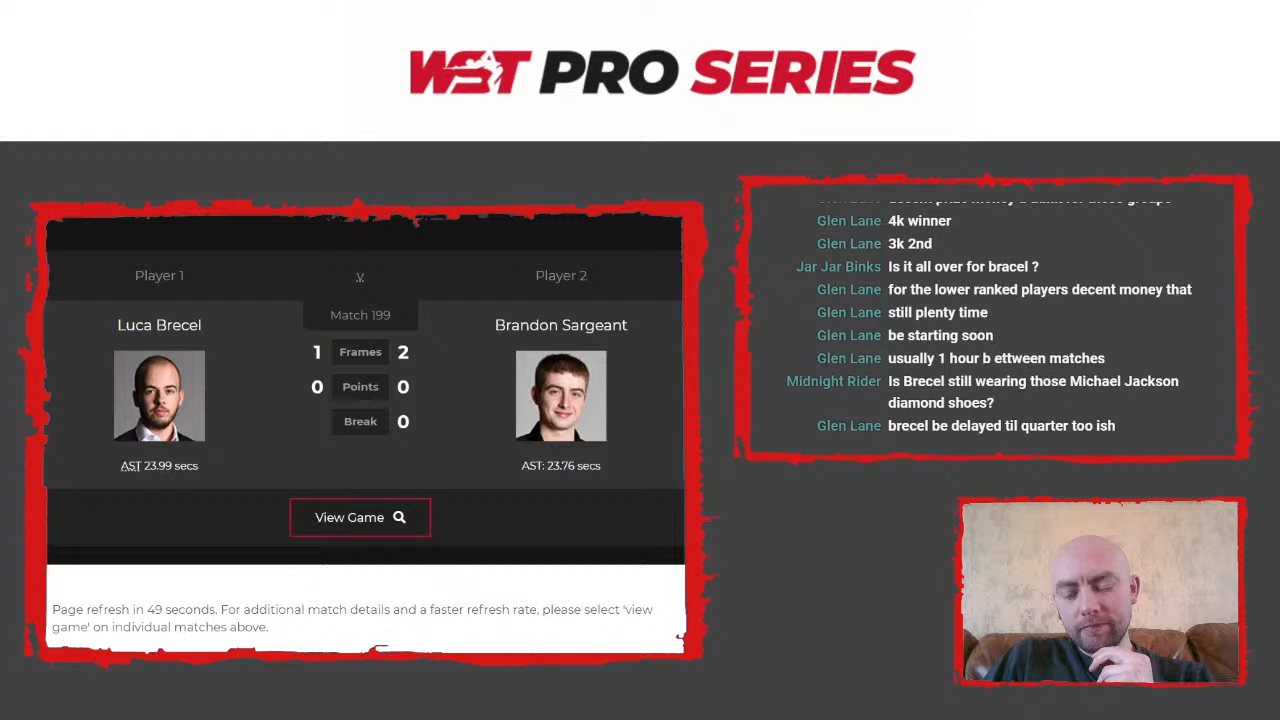 WST PRO SERIES
Player 1
v
Player 2
Match 199
Luca Brecel
Brandon Sargeant
1 Frames 2
0 Points 0
Break 0
AST 23.99 secs
AST: 23.76 secs
View Game
Page refresh in 49 seconds. For additional match details and a faster refresh rate, please select 'view
game' on individual matches above.
Glen Lane 4k winner
Glen Lane 3k 2nd
Jar Jar Binks Is it all over for bracel ?
Glen Lane for the lower ranked players decent money that
Glen Lane still plenty time
Glen Lane be starting soon
Glen Lane usually 1 hour b ettween matches
Midnight Rider Is Brecel still wearing those Michael Jackson
diamond shoes?
Glen Lane brecel be delayed til quarter too ish